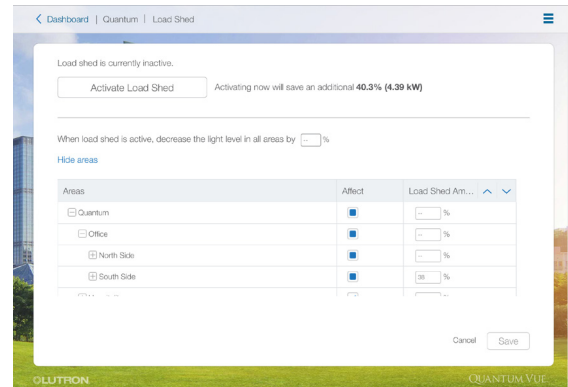 Dashboard | Quantum | Load Shed
Load shed is currently inactive.
Activate Load Shed Activating now will save an additional 40.3% (4.39 kW)
When load shed is active, decrease the light level in all areas by -- %
Hide areas
Areas Affect Load Shed Am...
Quantum -- %
Office -- %
North Side -- %
South Side 38 %
Cancel Save
LUTRON QUANTUM VUE